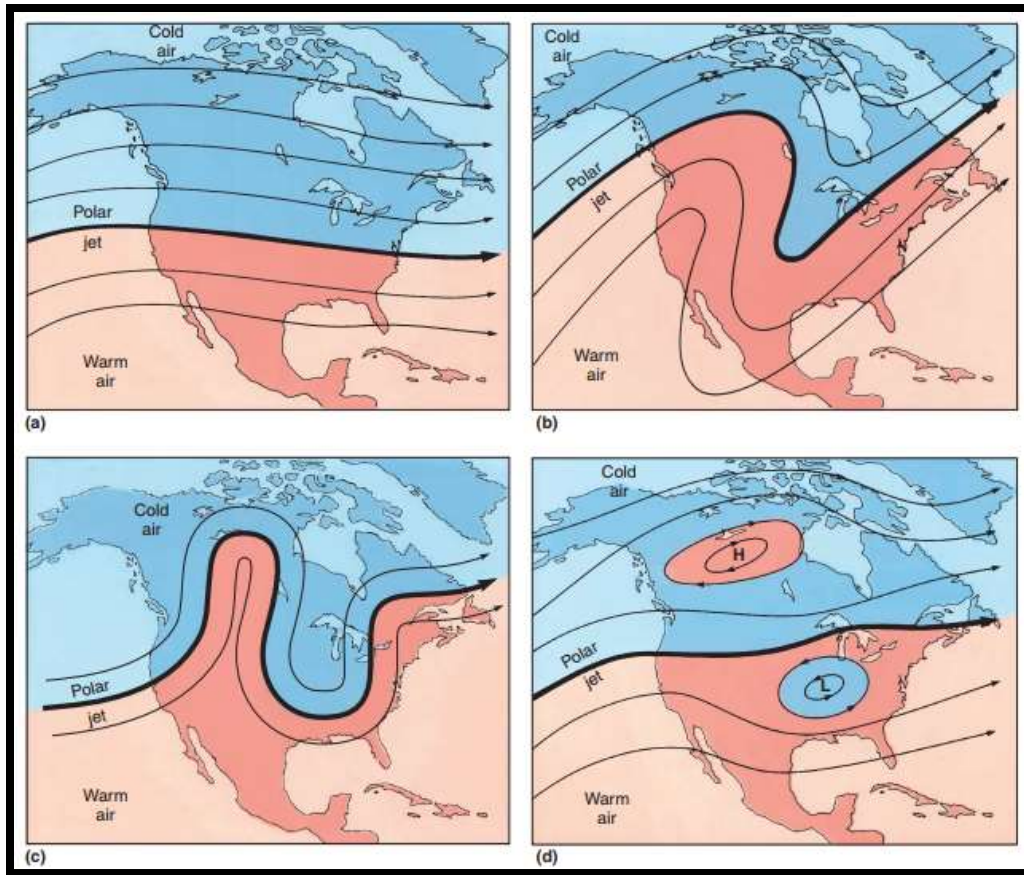 Cold
air
Polar
jet
Warm
air
(a)
Cold
air
Polar
jet
Warm
air
(b)
Cold
air
Polar
jet
Warm
air
(c)
Cold
air
H
Polar
jet
L
Warm
air
(d)